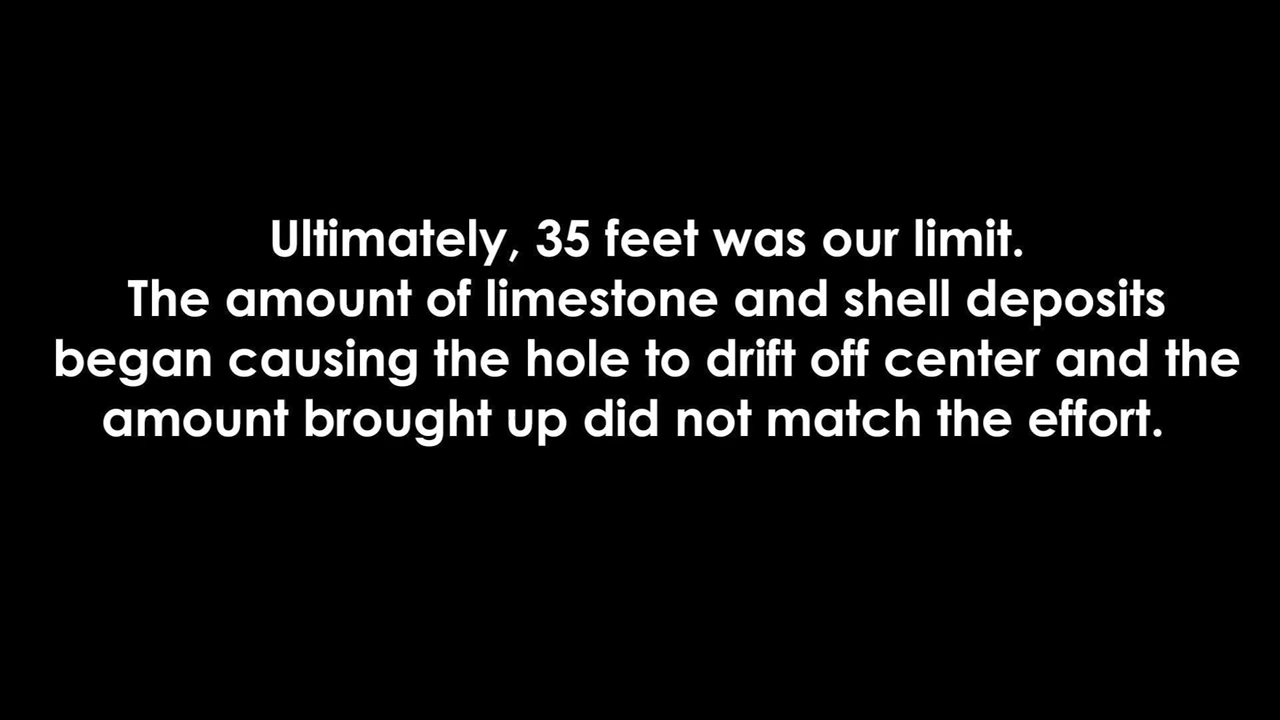 Ultimately, 35 feet was our limit.
The amount of limestone and shell deposits
began causing the hole to drift off center and the
amount brought up did not match the effort.